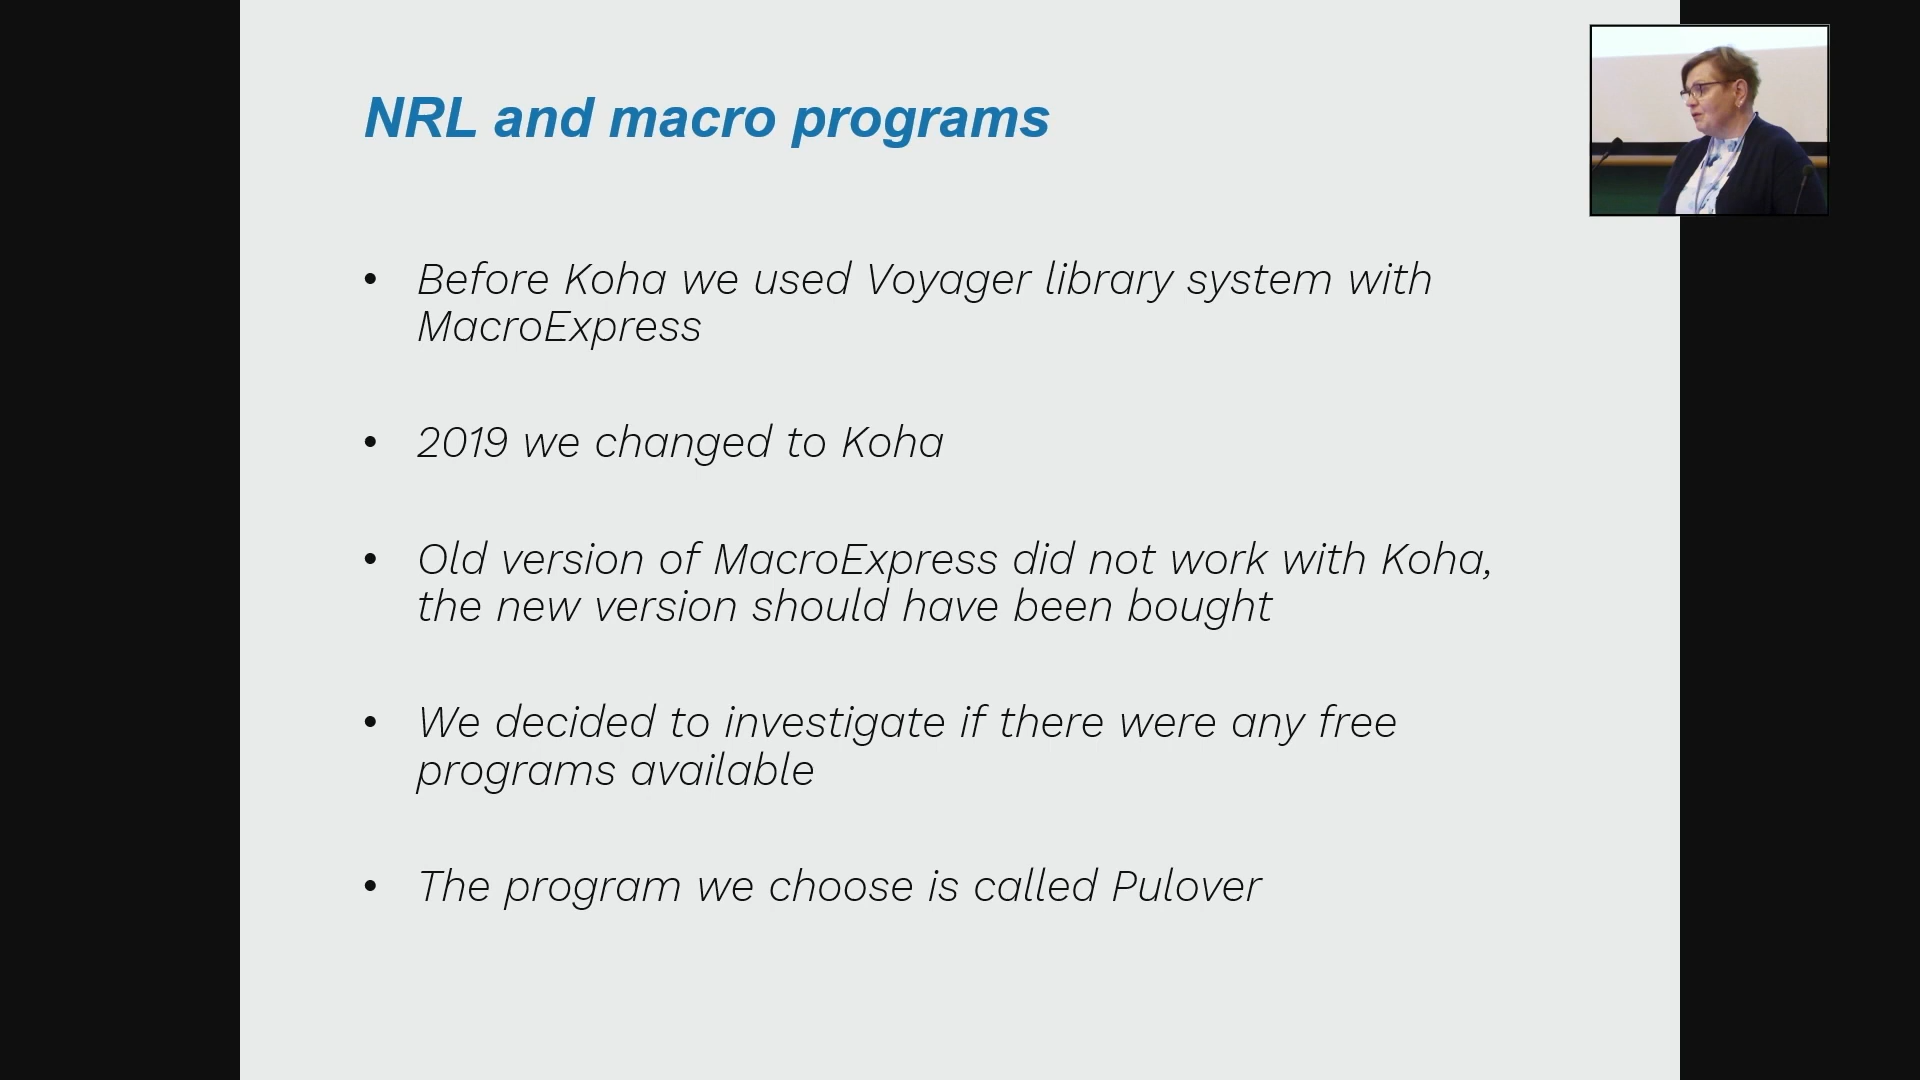 NRL and macro programs
• Before Koha we used Voyager library system with
MacroExpress
• 2019 we changed to Koha
• Old version of MacroExpress did not work with Koha,
the new version should have been bought
• We decided to investigate if there were any free
programs available
• The program we choose is called Pulover